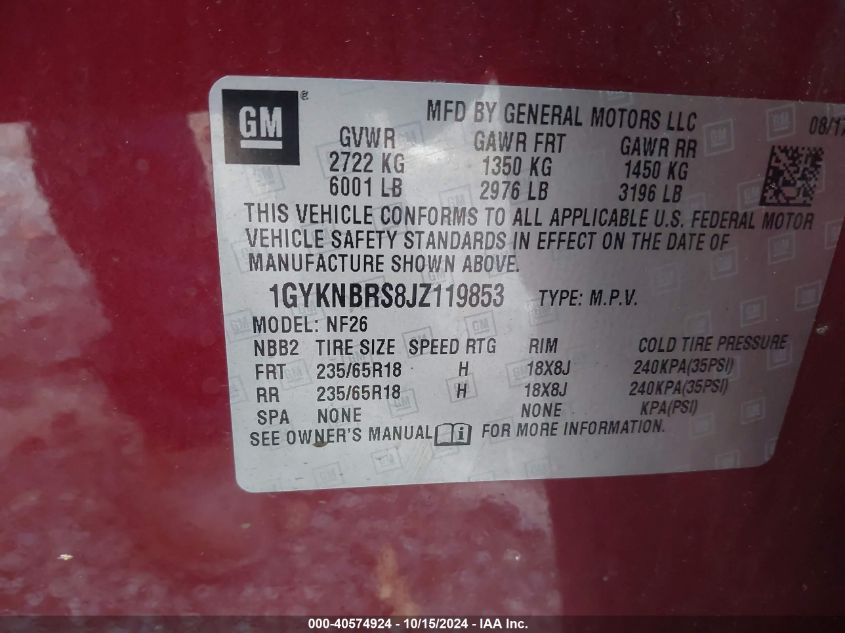 GM
MFD BY GENERAL MOTORS LLC
08/17
GVWR GAWR FRT GAWR RR
2722 KG 1350 KG 1450 KG
6001 LB 2976 LB 3196 LB
THIS VEHICLE CONFORMS TO ALL APPLICABLE U.S. FEDERAL MOTOR
VEHICLE SAFETY STANDARDS IN EFFECT ON THE DATE OF
MANUFACTURE SHOWN ABOVE.
1GYKNBRS8JZ119853 TYPE: M.P.V.
MODEL: NF26
NBB2 TIRE SIZE SPEED RTG RIM COLD TIRE PRESSURE
FRT 235/65R18 H 18X8J 240KPA(35PSI)
RR 235/65R18 H 18X8J 240KPA(35PSI)
SPA NONE NONE KPA(PSI)
SEE OWNER'S MANUAL FOR MORE INFORMATION.
000-40574924 - 10/15/2024 - IAA Inc.